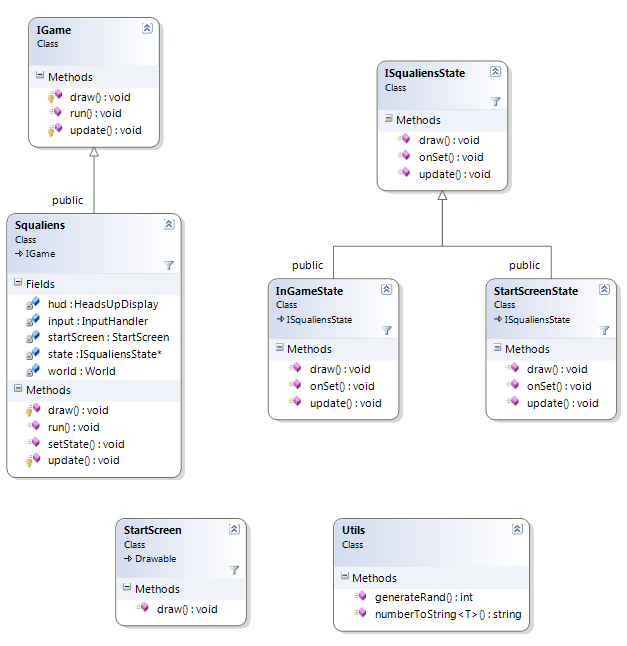 IGame
Class
Methods
draw() : void
run() : void
update() : void
public
Squaliens
Class
IGame
Fields
hud : HeadsUpDisplay
input : InputHandler
startScreen : StartScreen
state : ISqualiensState*
world : World
Methods
draw() : void
run() : void
setState() : void
update() : void
ISqualiensState
Class
Methods
draw() : void
onSet() : void
update() : void
public
public
InGameState
Class
ISqualiensState
Methods
draw() : void
onSet() : void
update() : void
StartScreenState
Class
ISqualiensState
Methods
draw() : void
onSet() : void
update() : void
StartScreen
Class
Drawable
Methods
draw() : void
Utils
Class
Methods
generateRand() : int
numberToString<T>() : string